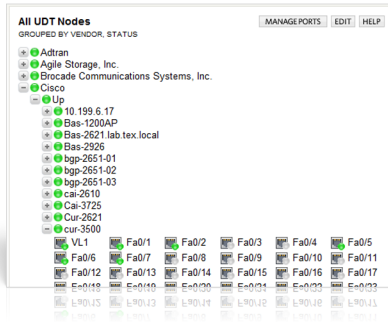 All UDT Nodes MANAGE PORTS EDIT HELP
GROUPED BY VENDOR, STATUS
Adtran
Agile Storage, Inc.
Brocade Communications Systems, Inc.
Cisco
Up
10.199.6.17
Bas-1200AP
Bas-2621.lab.tex.local
Bas-2926
bgp-2651-01
bgp-2651-02
bgp-2651-03
cai-2610
Cai-3725
Cur-2621
cur-3500
VL1 Fa0/1 Fa0/2 Fa0/3 Fa0/4 Fa0/5
Fa0/6 Fa0/7 Fa0/8 Fa0/9 Fa0/10 Fa0/11
Fa0/12 Fa0/13 Fa0/14 Fa0/15 Fa0/16 Fa0/17